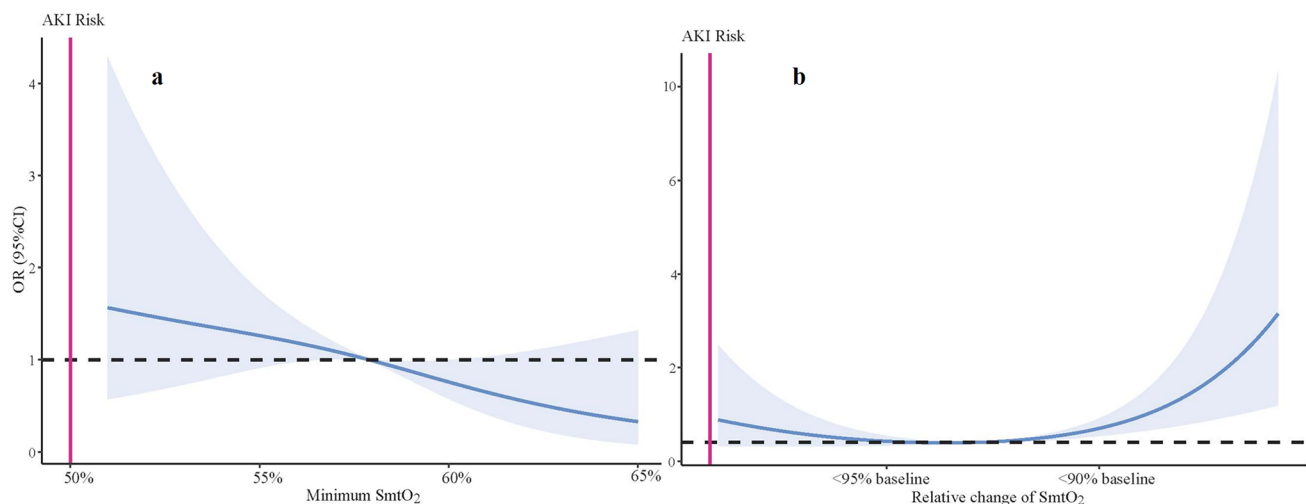 AKI Risk
a
4
3
2
1
0
OR (95%CI)
50%
55%
60%
65%
Minimum SmtO2
AKI Risk
b
10
6
4
2
0
<95% baseline
<90% baseline
Relative change of SmtO2